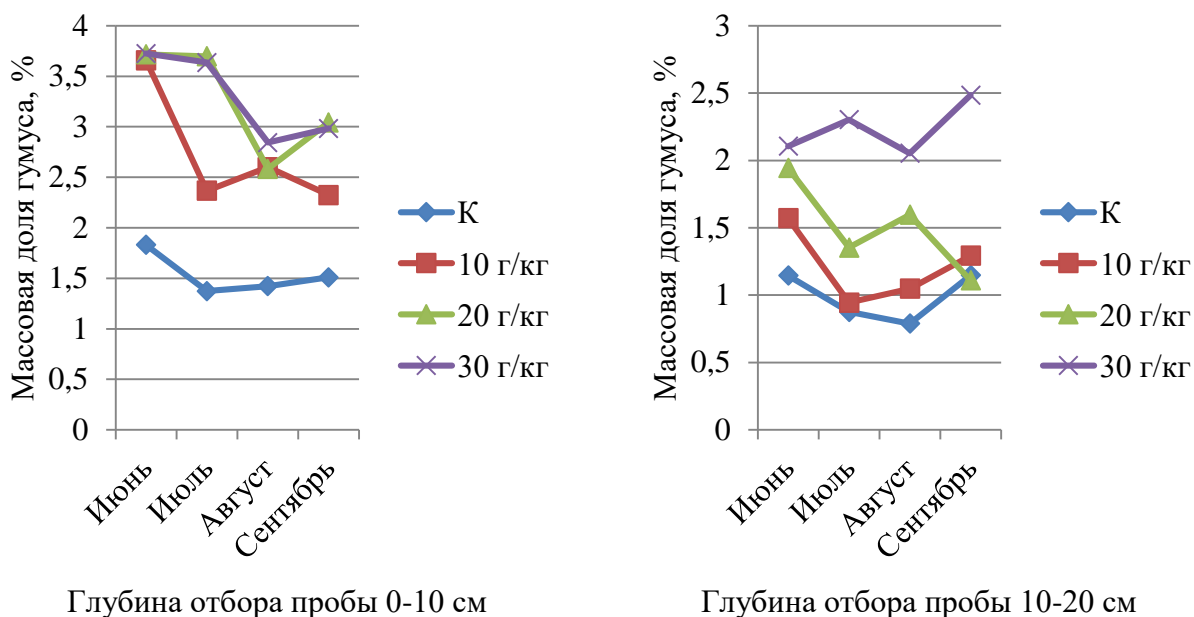 Массовая доля гумуса, %
4
3,5
3
2,5
2
1,5
1
0,5
0
Июнь
Июль
Август
Сентябрь
К
10 г/кг
20 г/кг
30 г/кг
Глубина отбора пробы 0-10 см
Массовая доля гумуса, %
3
2,5
2
1,5
1
0,5
0
Июнь
Июль
Август
Сентябрь
К
10 г/кг
20 г/кг
30 г/кг
Глубина отбора пробы 10-20 см